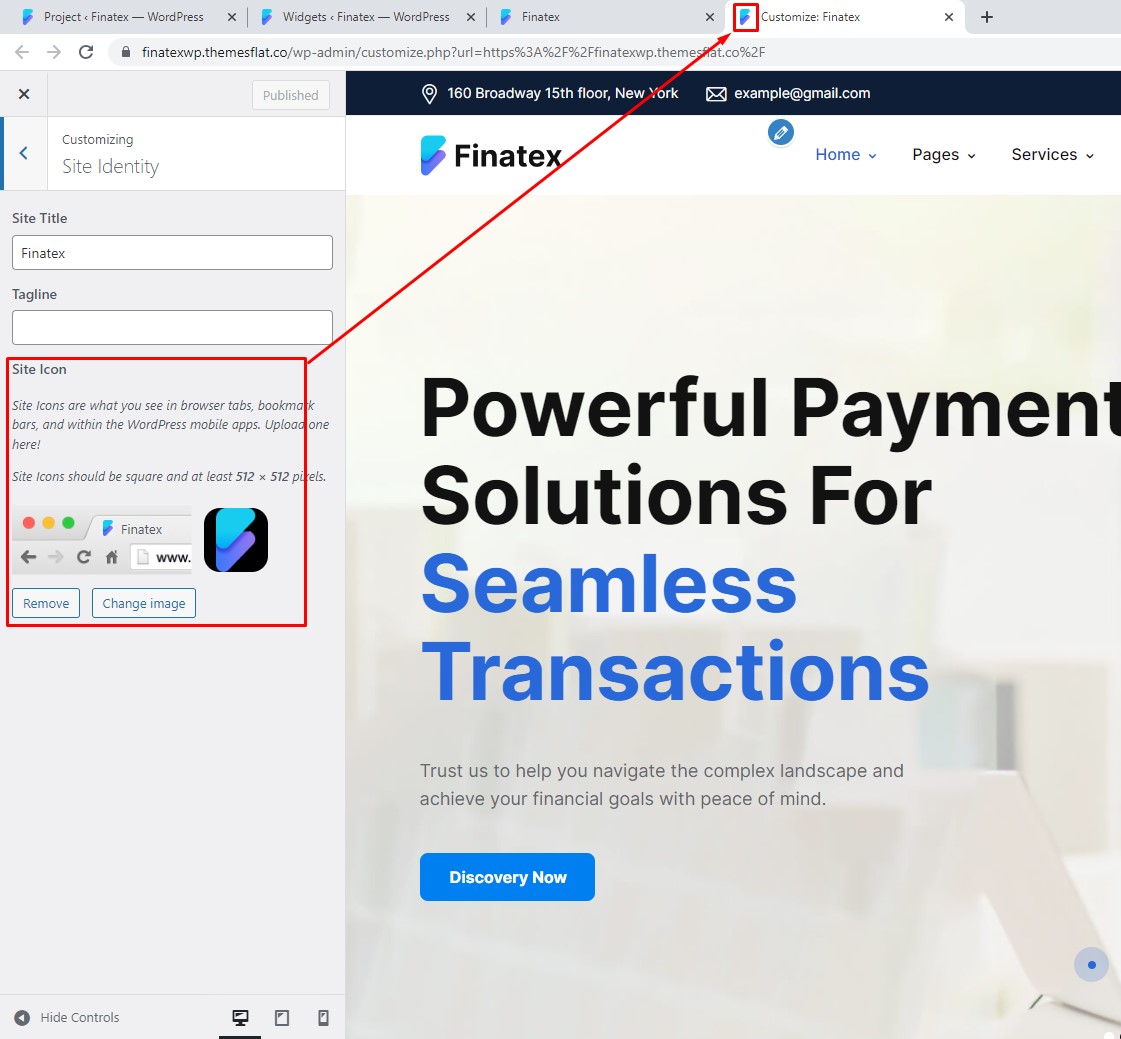 Project ‹ Finatex — WordPress
Widgets ‹ Finatex — WordPress
Finatex
Customize: Finatex
finatexwp.themesflat.co/wp-admin/customize.php?url=https%3A%2F%2Ffinatexwp.themesflat.co%2F
Published
160 Broadway 15th floor, New York
example@gmail.com
Customizing
Site Identity
Finatex
Home
Pages
Services
Site Title
Finatex
Tagline
Site Icon
Site Icons are what you see in browser tabs, bookmark
bars, and within the WordPress mobile apps. Upload one
here!
Site Icons should be square and at least 512 × 512 pixels.
Finatex
www.
Remove
Change image
Powerful Payment
Solutions For
Seamless
Transactions
Trust us to help you navigate the complex landscape and
achieve your financial goals with peace of mind.
Discovery Now
Hide Controls